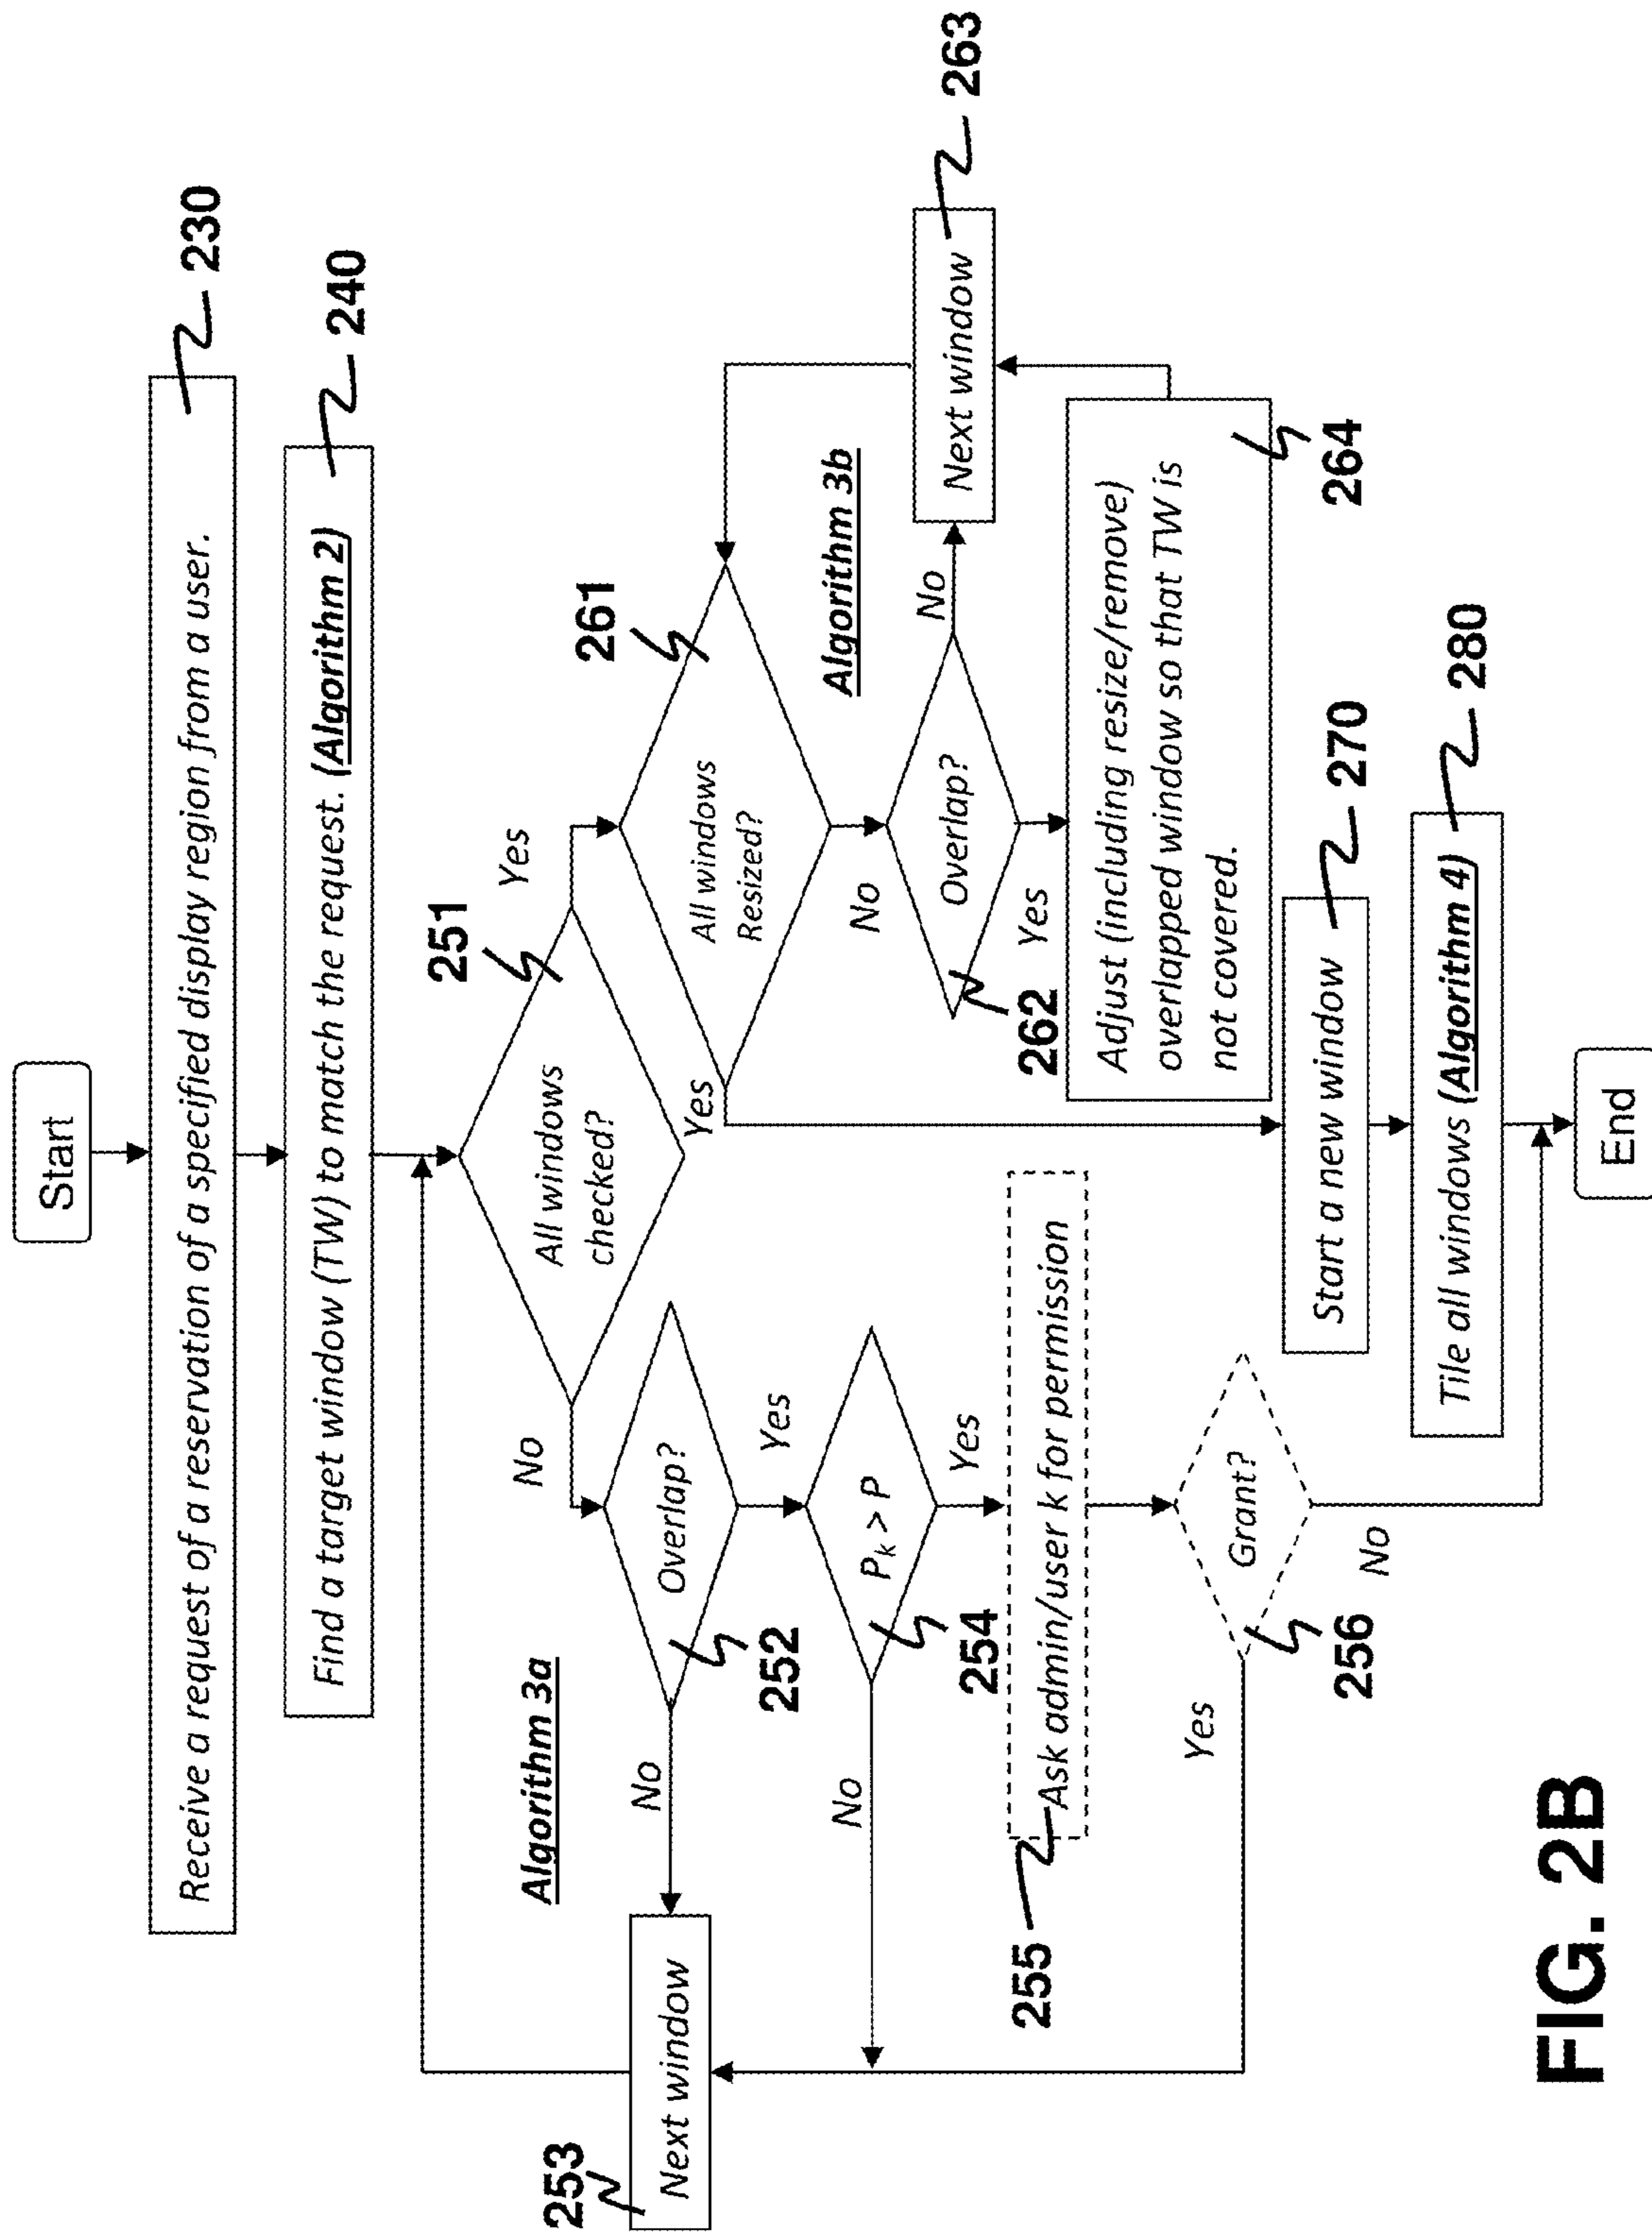 Start
Receive a request of a reservation of a specified display region from a user.
230
Find a target window (TW) to match the request. (Algorithm 2)
240
251
All windows
checked?
No
Yes
Algorithm 3a
Overlap?
252
No
Yes
253
Next window
Pk > P
254
No
Yes
255
Ask admin/user k for permission
Grant?
256
Yes
No
261
All windows
Resized?
Yes
No
Algorithm 3b
Overlap?
262
No
Yes
Next window
263
Adjust (including resize/remove)
overlapped window so that TW is
not covered.
264
Start a new window
270
Tile all windows (Algorithm 4)
280
End
FIG. 2B